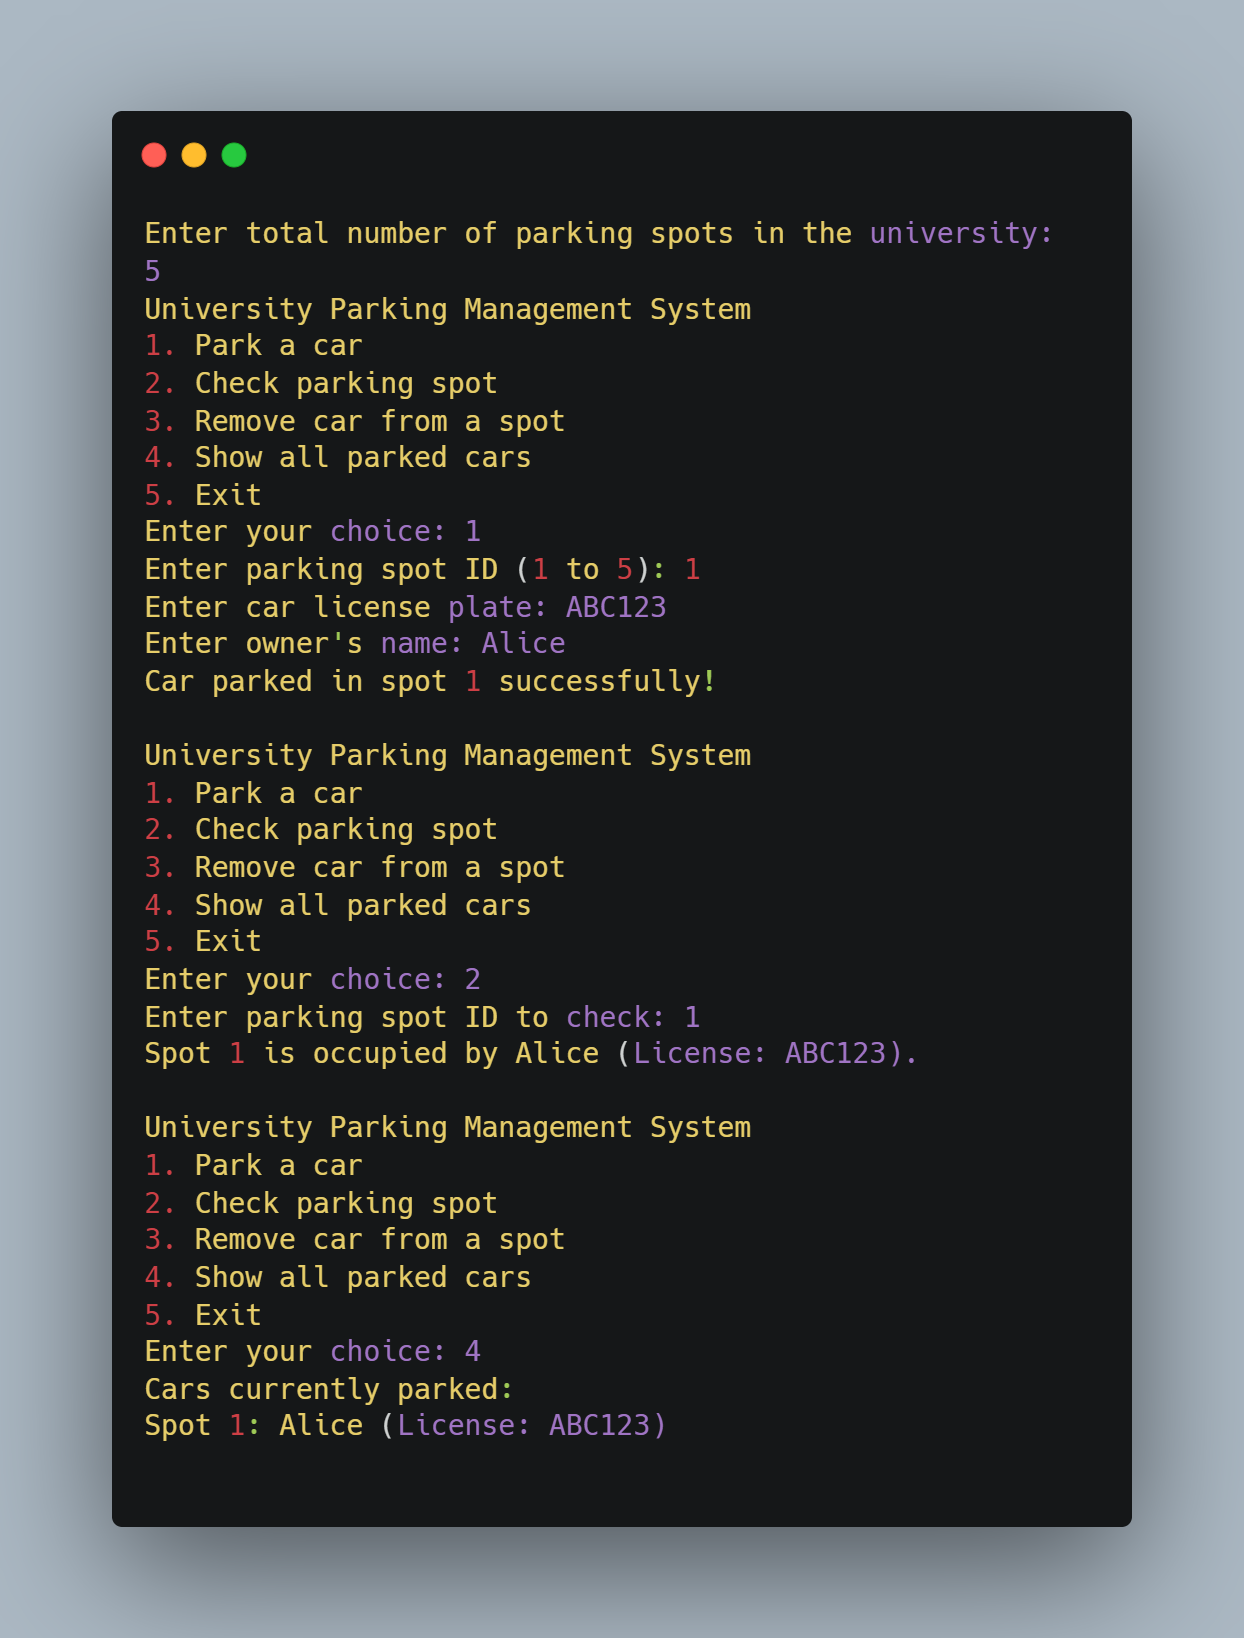 Enter total number of parking spots in the university:
5
University Parking Management System
1. Park a car
2. Check parking spot
3. Remove car from a spot
4. Show all parked cars
5. Exit
Enter your choice: 1
Enter parking spot ID (1 to 5): 1
Enter car license plate: ABC123
Enter owner's name: Alice
Car parked in spot 1 successfully!

University Parking Management System
1. Park a car
2. Check parking spot
3. Remove car from a spot
4. Show all parked cars
5. Exit
Enter your choice: 2
Enter parking spot ID to check: 1
Spot 1 is occupied by Alice (License: ABC123).

University Parking Management System
1. Park a car
2. Check parking spot
3. Remove car from a spot
4. Show all parked cars
5. Exit
Enter your choice: 4
Cars currently parked:
Spot 1: Alice (License: ABC123)